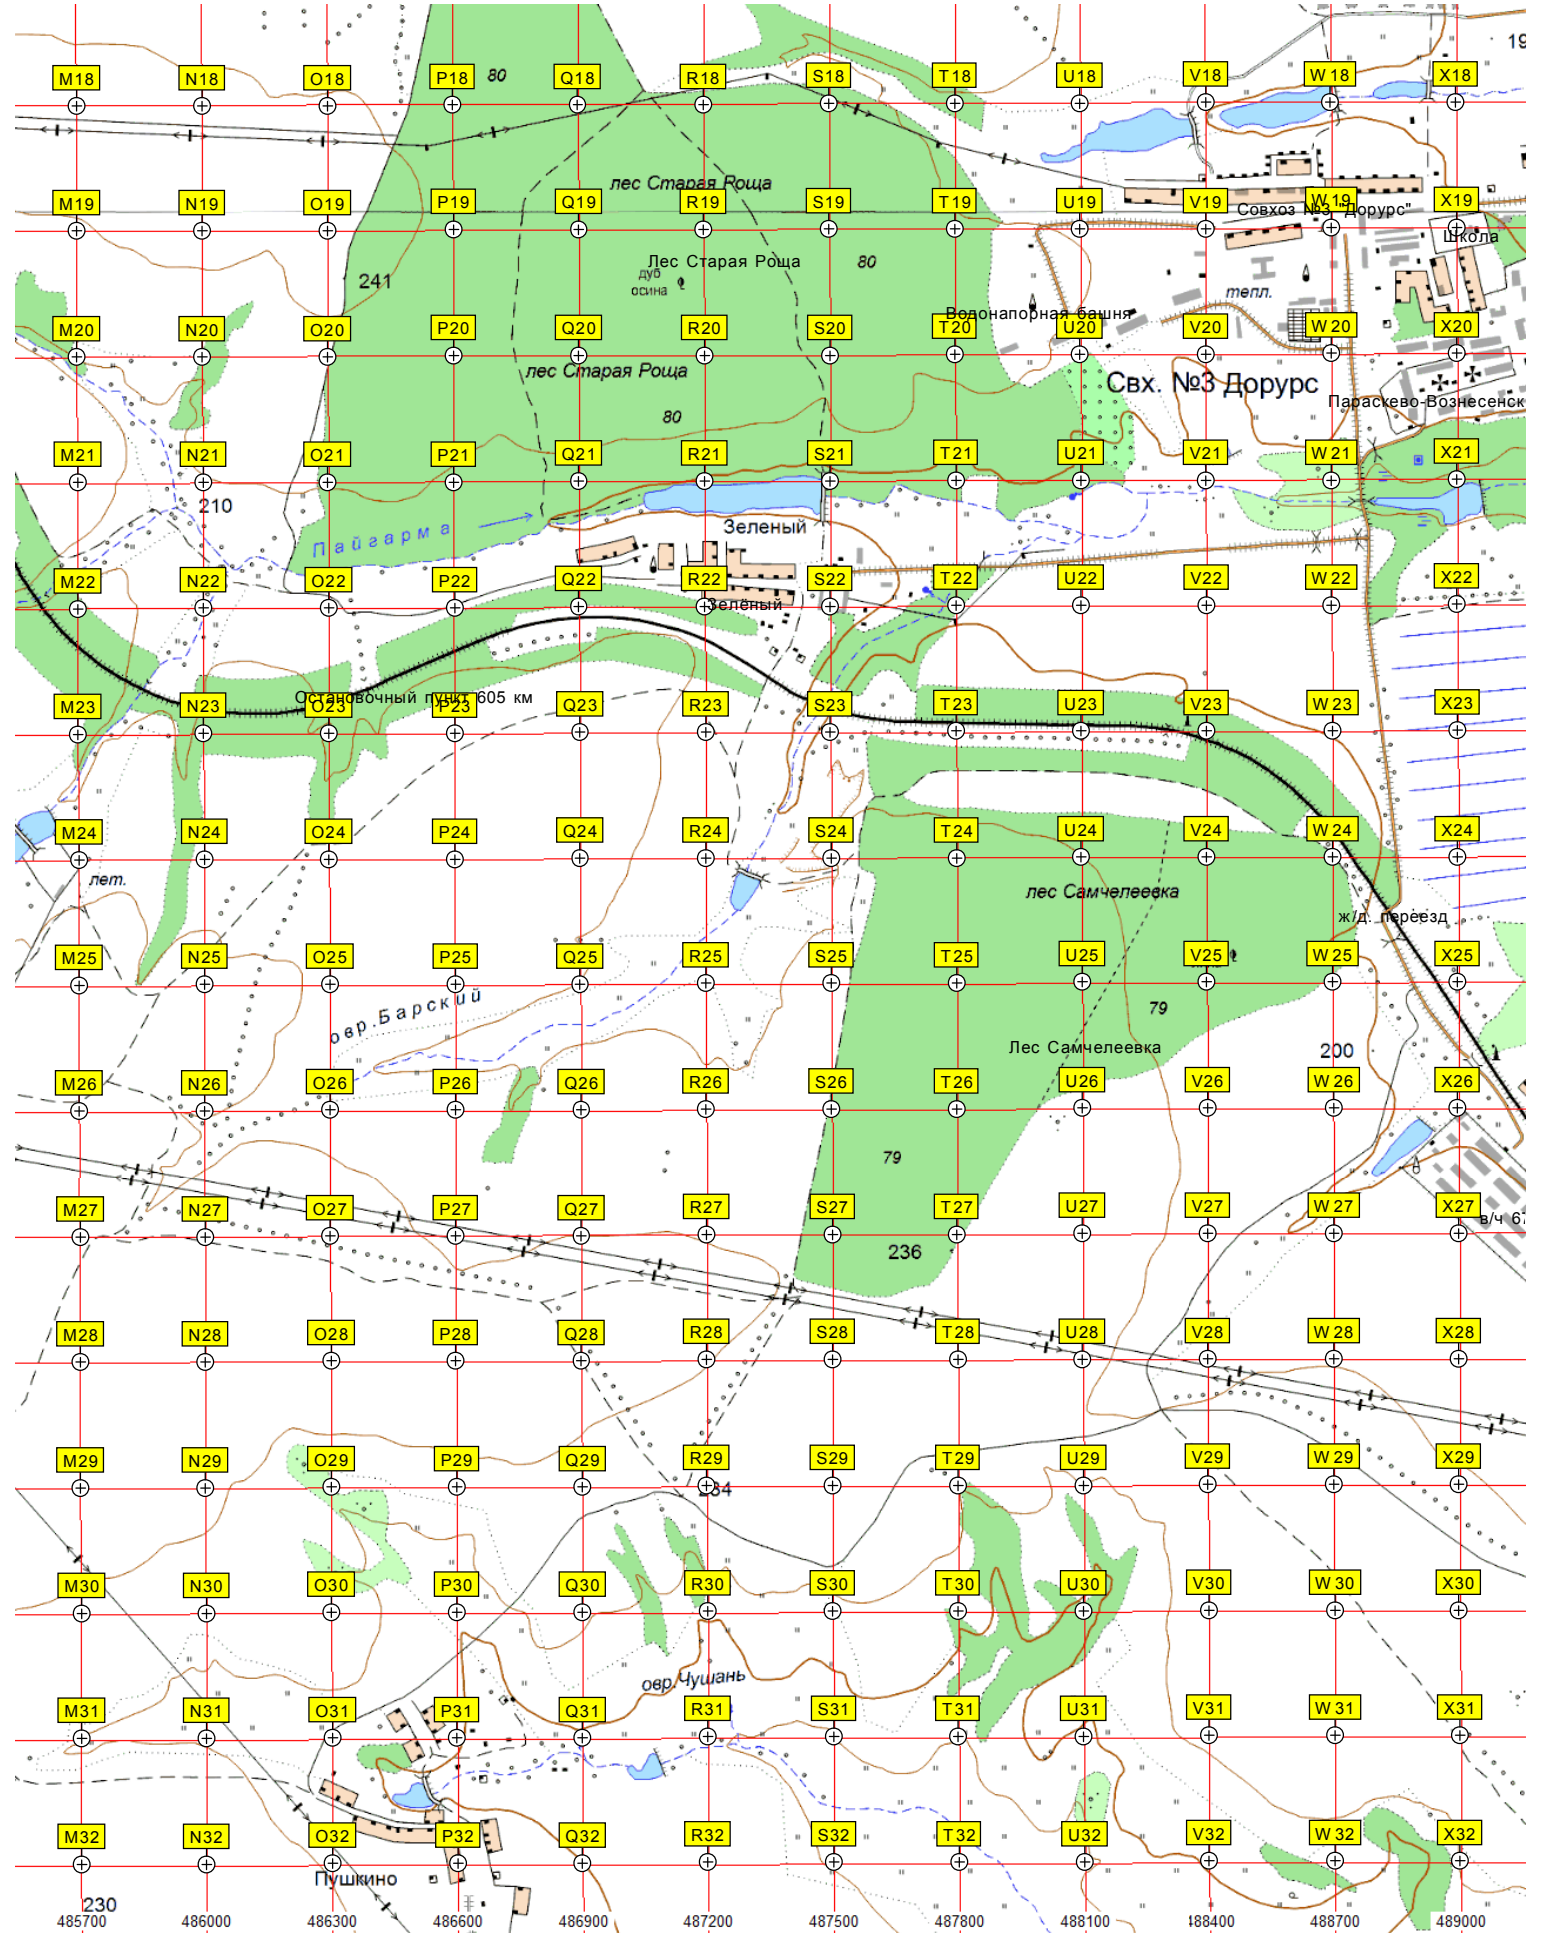 19
M18 N18 O18 P18 80 Q18 R18 S18 T18 U18 V18 W18 X18
лес Старая Роща
M19 N19 O19 P19 Q19 R19 S19 T19 U19 V19 W19 X19
Совхоз №3 "Дорурс"
Школа
Лес Старая Роща 80
241
дуб
осина
тепл.
Водонапорная башня
M20 N20 O20 P20 Q20 R20 S20 T20 U20 V20 W20 X20
лес Старая Роща
Свх. №3 Дорурс
Параскево-Вознесенск
80
M21 N21 O21 P21 Q21 R21 S21 T21 U21 V21 W21 X21
210
Пайгарма
Зеленый
M22 N22 O22 P22 Q22 R22 S22 T22 U22 V22 W22 X22
Зелёный
Остановочный пункт 605 км
M23 N23 O23 P23 Q23 R23 S23 T23 U23 V23 W23 X23
M24 N24 O24 P24 Q24 R24 S24 T24 U24 V24 W24 X24
лет.
лес Самчелеевка
ж/д. переезд
M25 N25 O25 P25 Q25 R25 S25 T25 U25 V25 W25 X25
овр.Барский
79
Лес Самчелеевка
200
M26 N26 O26 P26 Q26 R26 S26 T26 U26 V26 W26 X26
79
M27 N27 O27 P27 Q27 R27 S27 T27 U27 V27 W27 X27
в/ч 6
236
M28 N28 O28 P28 Q28 R28 S28 T28 U28 V28 W28 X28
M29 N29 O29 P29 Q29 R29 S29 T29 U29 V29 W29 X29
234
M30 N30 O30 P30 Q30 R30 S30 T30 U30 V30 W30 X30
овр.Чушань
M31 N31 O31 P31 Q31 R31 S31 T31 U31 V31 W31 X31
M32 N32 O32 P32 Q32 R32 S32 T32 U32 V32 W32 X32
Пушкино
230
485700 486000 486300 486600 486900 487200 487500 487800 488100 488400 488700 489000